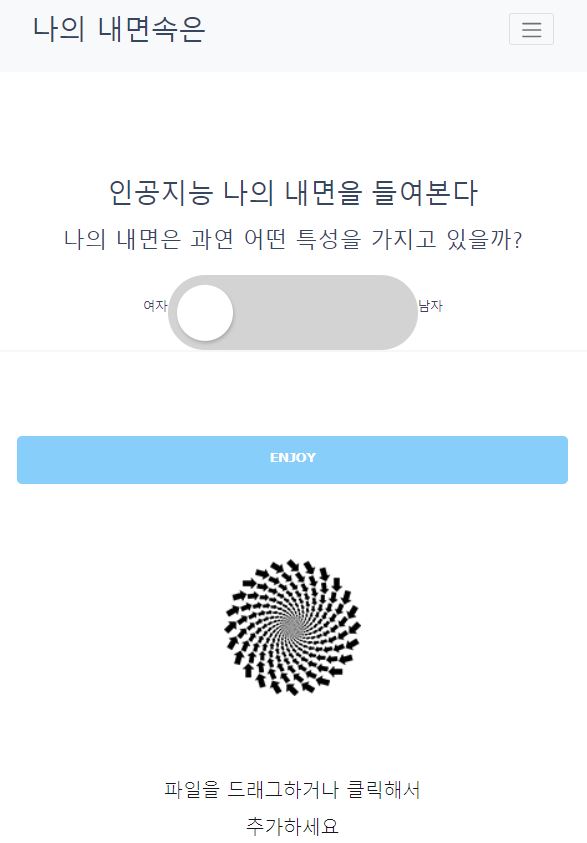 나의 내면속은
인공지능 나의 내면을 들여본다
나의 내면은 과연 어떤 특성을 가지고 있을까?
여자 남자
ENJOY
파일을 드래그하거나 클릭해서
추가하세요